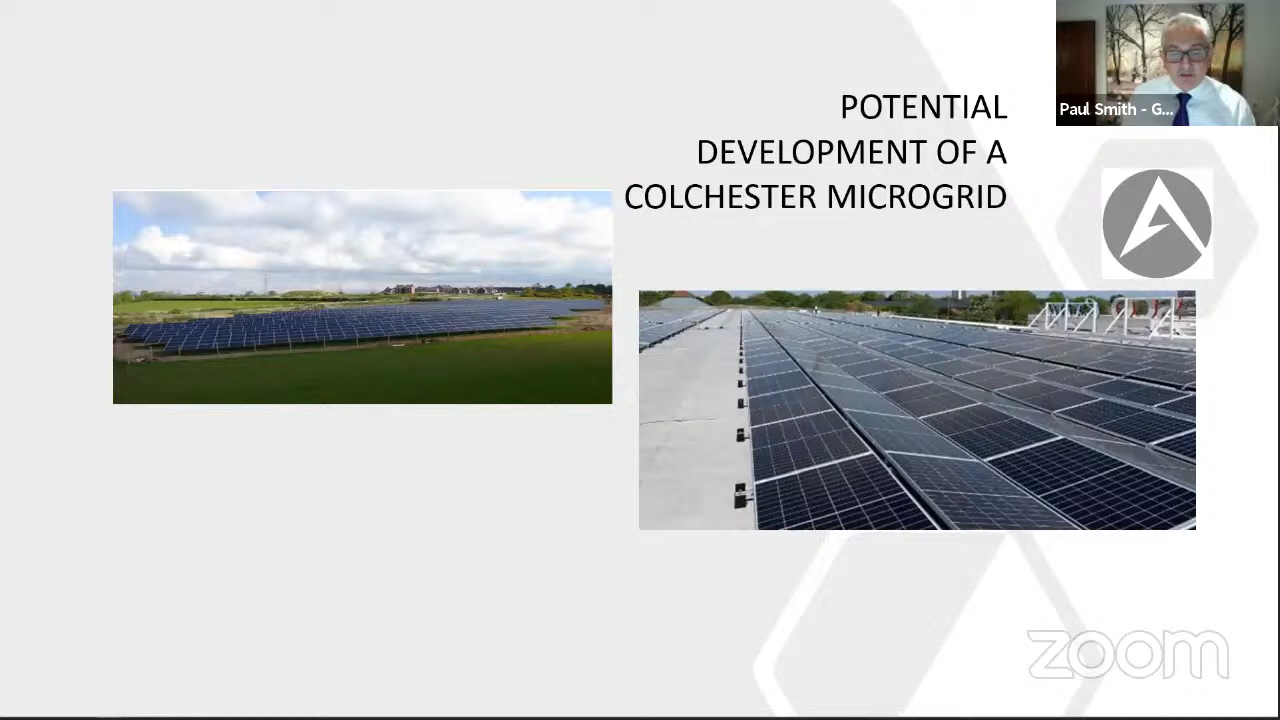 POTENTIAL
DEVELOPMENT OF A
COLCHESTER MICROGRID
Paul Smith - G...
zoom